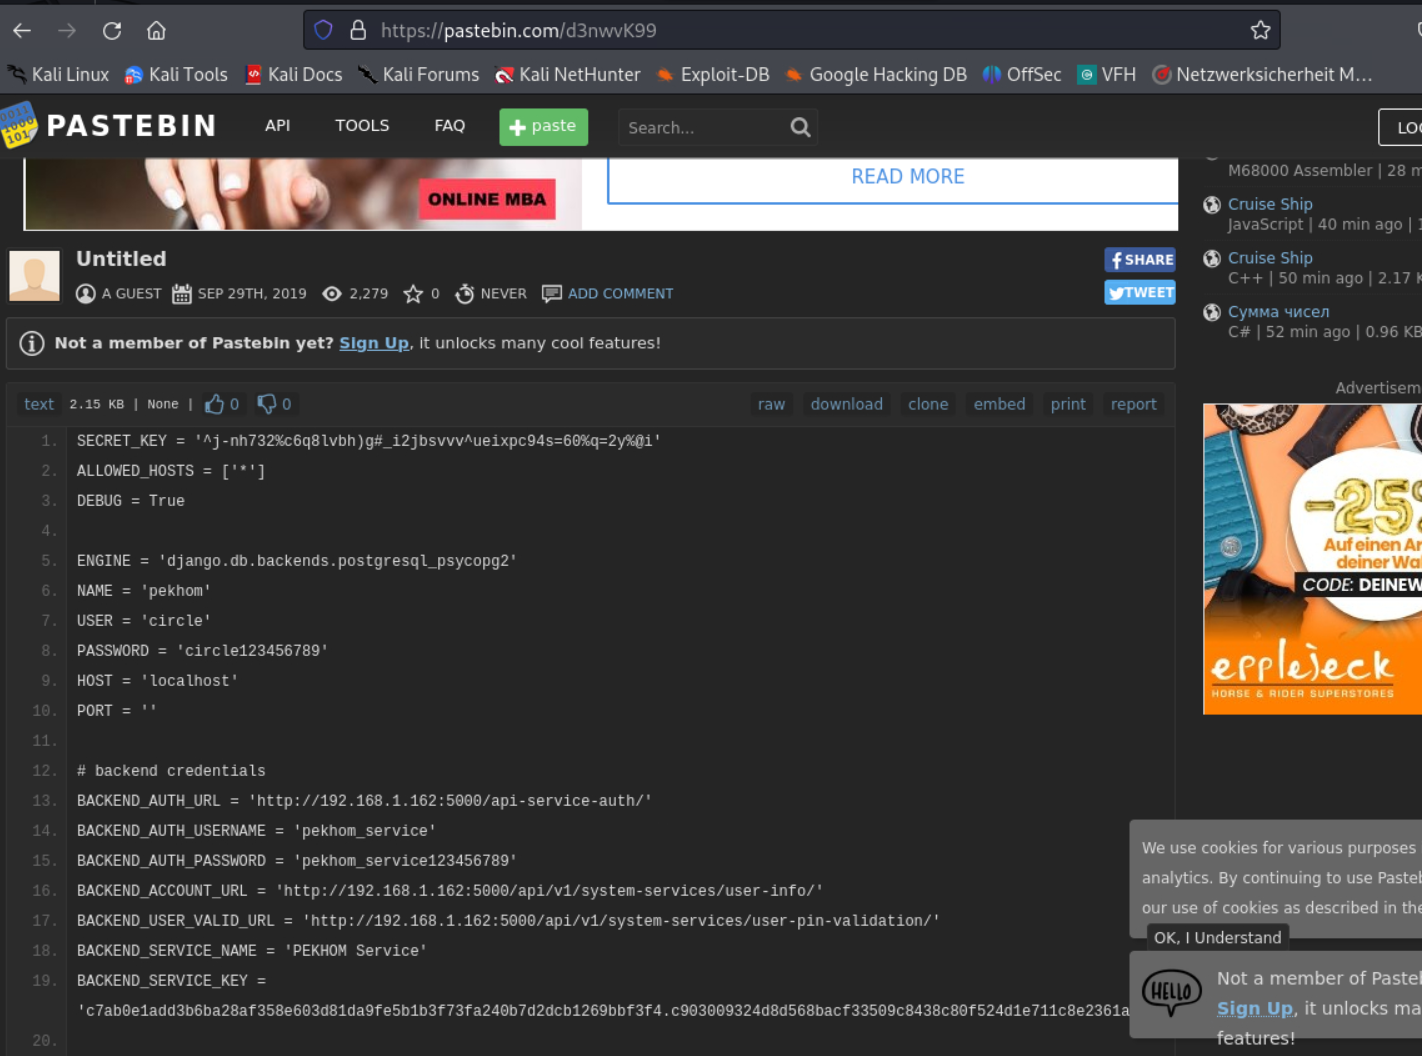 https://pastebin.com/d3nwvK99
Kali Linux Kali Tools Kali Docs Kali Forums Kali NetHunter Exploit-DB Google Hacking DB OffSec VFH Netzwerksicherheit M...
PASTEBIN API TOOLS FAQ paste Search...
ONLINE MBA
READ MORE
M68000 Assembler | 28
Cruise Ship
JavaScript | 40 min ago |
Cruise Ship
C++ | 50 min ago | 2.17
Сумма чисел
C# | 52 min ago | 0.96 KB
Untitled
A GUEST SEP 29TH, 2019 2,279 0 NEVER ADD COMMENT
SHARE
TWEET
Not a member of Pastebin yet? Sign Up, it unlocks many cool features!
text 2.15 KB | None | 0 0 raw download clone embed print report
1. SECRET_KEY = '^j-nh732%c6q8lvbh)g#_i2jbsvvv^ueixpc94s=60%q=2y%@i'
2. ALLOWED_HOSTS = ['*']
3. DEBUG = True
4.
5. ENGINE = 'django.db.backends.postgresql_psycopg2'
6. NAME = 'pekhom'
7. USER = 'circle'
8. PASSWORD = 'circle123456789'
9. HOST = 'localhost'
10. PORT = ''
11.
12. # backend credentials
13. BACKEND_AUTH_URL = 'http://192.168.1.162:5000/api-service-auth/'
14. BACKEND_AUTH_USERNAME = 'pekhom_service'
15. BACKEND_AUTH_PASSWORD = 'pekhom_service123456789'
16. BACKEND_ACCOUNT_URL = 'http://192.168.1.162:5000/api/v1/system-services/user-info/'
17. BACKEND_USER_VALID_URL = 'http://192.168.1.162:5000/api/v1/system-services/user-pin-validation/'
18. BACKEND_SERVICE_NAME = 'PEKHOM Service'
19. BACKEND_SERVICE_KEY =
'c7ab0e1add3b6ba28af358e603d81da9fe5b1b3f73fa240b7d2dcb1269bbf3f4.c903009324d8d568bacf33509c8438c80f524d1e711c8e2361a
20.
-25
Auf einen
deiner
CODE:
epplejeck
HORSE & RIDER SUPERSTORES
We use cookies for various purposes
analytics. By continuing to use
our use of cookies as described in the
OK, I Understand
HELLO
Not a member of
Sign Up, it unlocks
features!